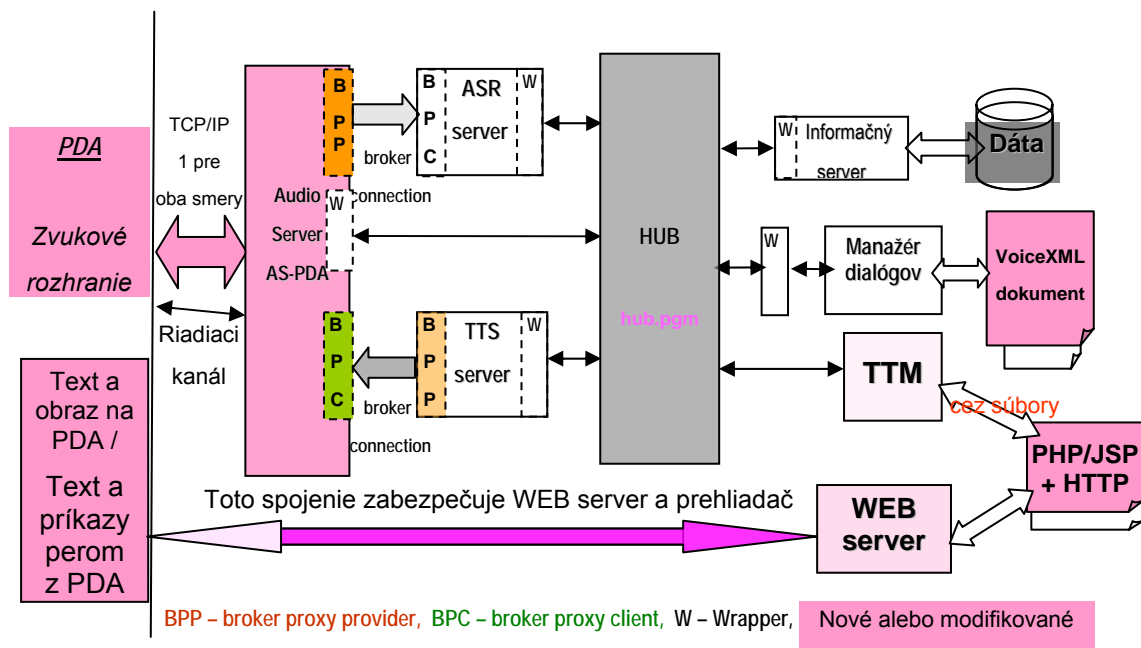 PDA
Zvukové
rozhranie
TCP/IP
1 pre
oba smery
Riadiaci
kanál
Text a
obraz na
PDA /
Text a
príkazy
perom
z PDA
Audio
Server
AS-PDA
B
P
P
W
B
P
C
broker
connection
B
P
C
ASR
server
W
broker
connection
B
P
P
TTS
server
W
HUB
hub.pgm
W
Informačný
server
Dáta
W
Manažér
dialógov
VoiceXML
dokument
TTM
cez súbory
PHP/JSP
+ HTTP
WEB
server
Toto spojenie zabezpečuje WEB server a prehliadač
BPP – broker proxy provider, BPC – broker proxy client, W – Wrapper, Nové alebo modifikované